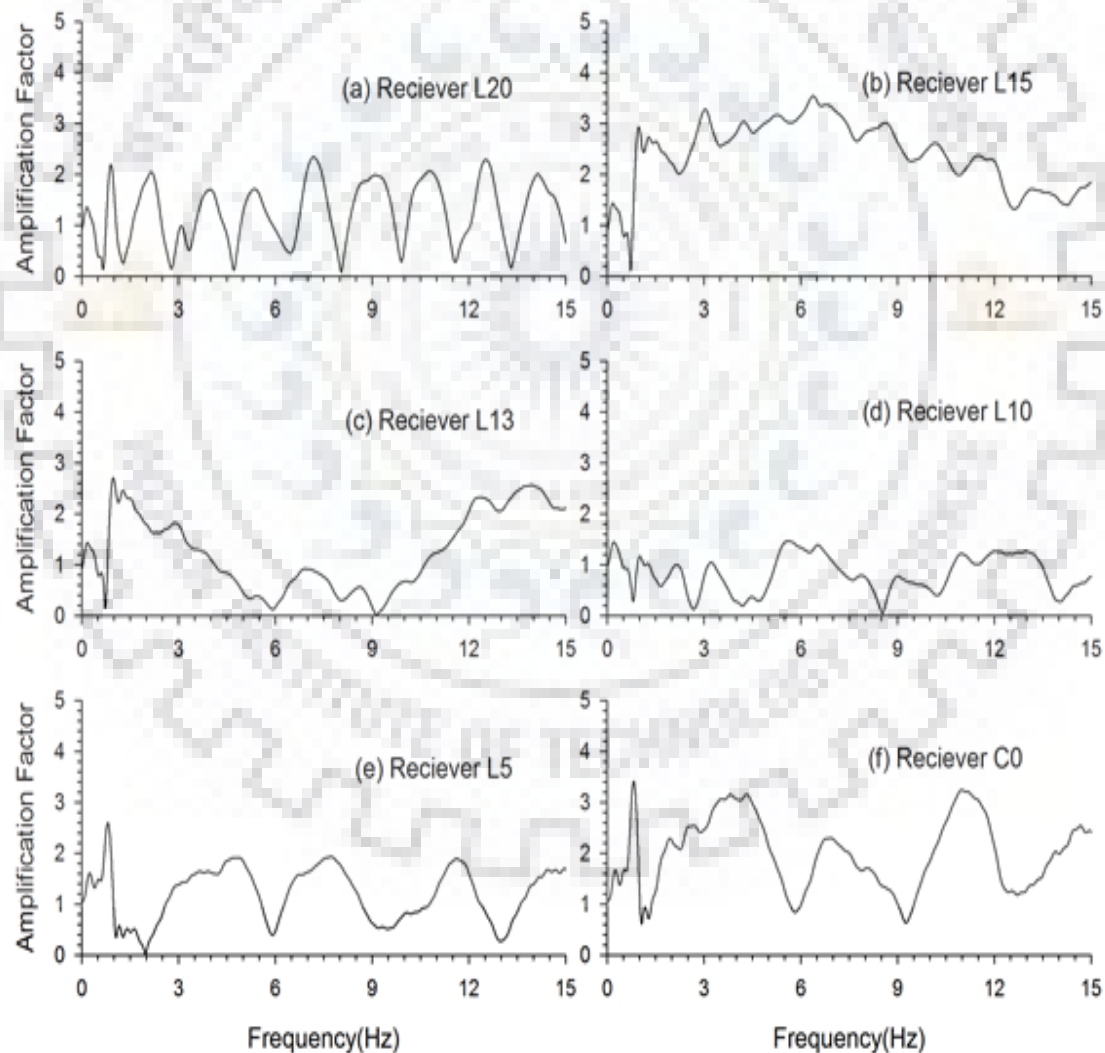 5
4
3
2
1
0
Amplification Factor
(a) Reciever L20
0 3 6 9 12 15
5
4
3
2
1
0
(b) Reciever L15
0 3 6 9 12 15
5
4
3
2
1
0
Amplification Factor
(c) Reciever L13
0 3 6 9 12 15
5
4
3
2
1
0
(d) Reciever L10
0 3 6 9 12 15
5
4
3
2
1
0
Amplification Factor
(e) Reciever L5
0 3 6 9 12 15
Frequency(Hz)
5
4
3
2
1
0
(f) Reciever C0
0 3 6 9 12 15
Frequency(Hz)